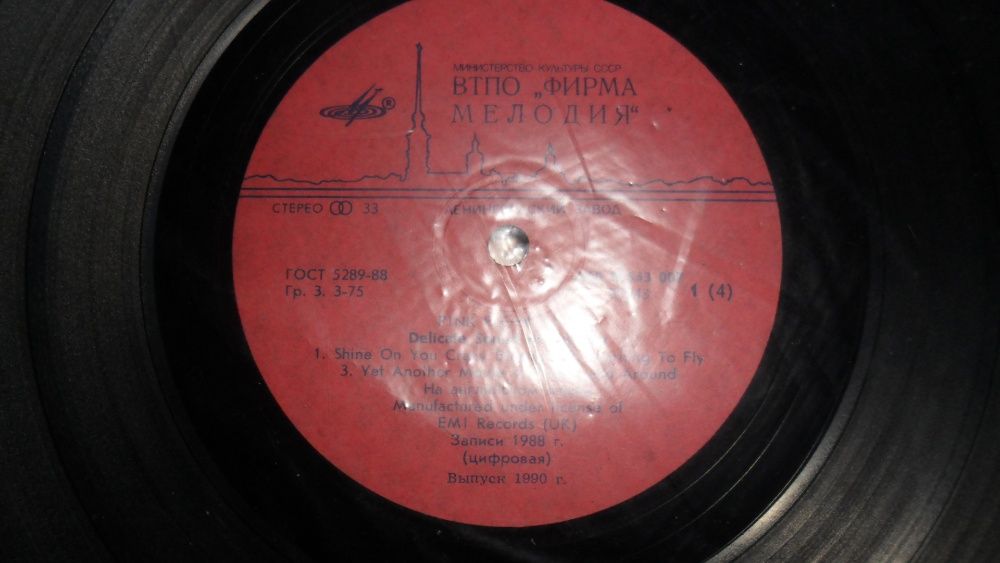 МИНИСТЕРСТВО КУЛЬТУРЫ СССР
ВТПО „ФИРМА
МЕЛОДИЯ“
®
СТЕРЕО 33 ЗАВОД
ГОСТ 5289-88
Гр. 3. 3-75
1 (4)
Delicate
1. Shine On You To Fly
3. Yet Another Around
На английском
Manufactured under license of
EMI Records (UK)
Записи 1988 г.
(цифровая)
Выпуск 1990 г.